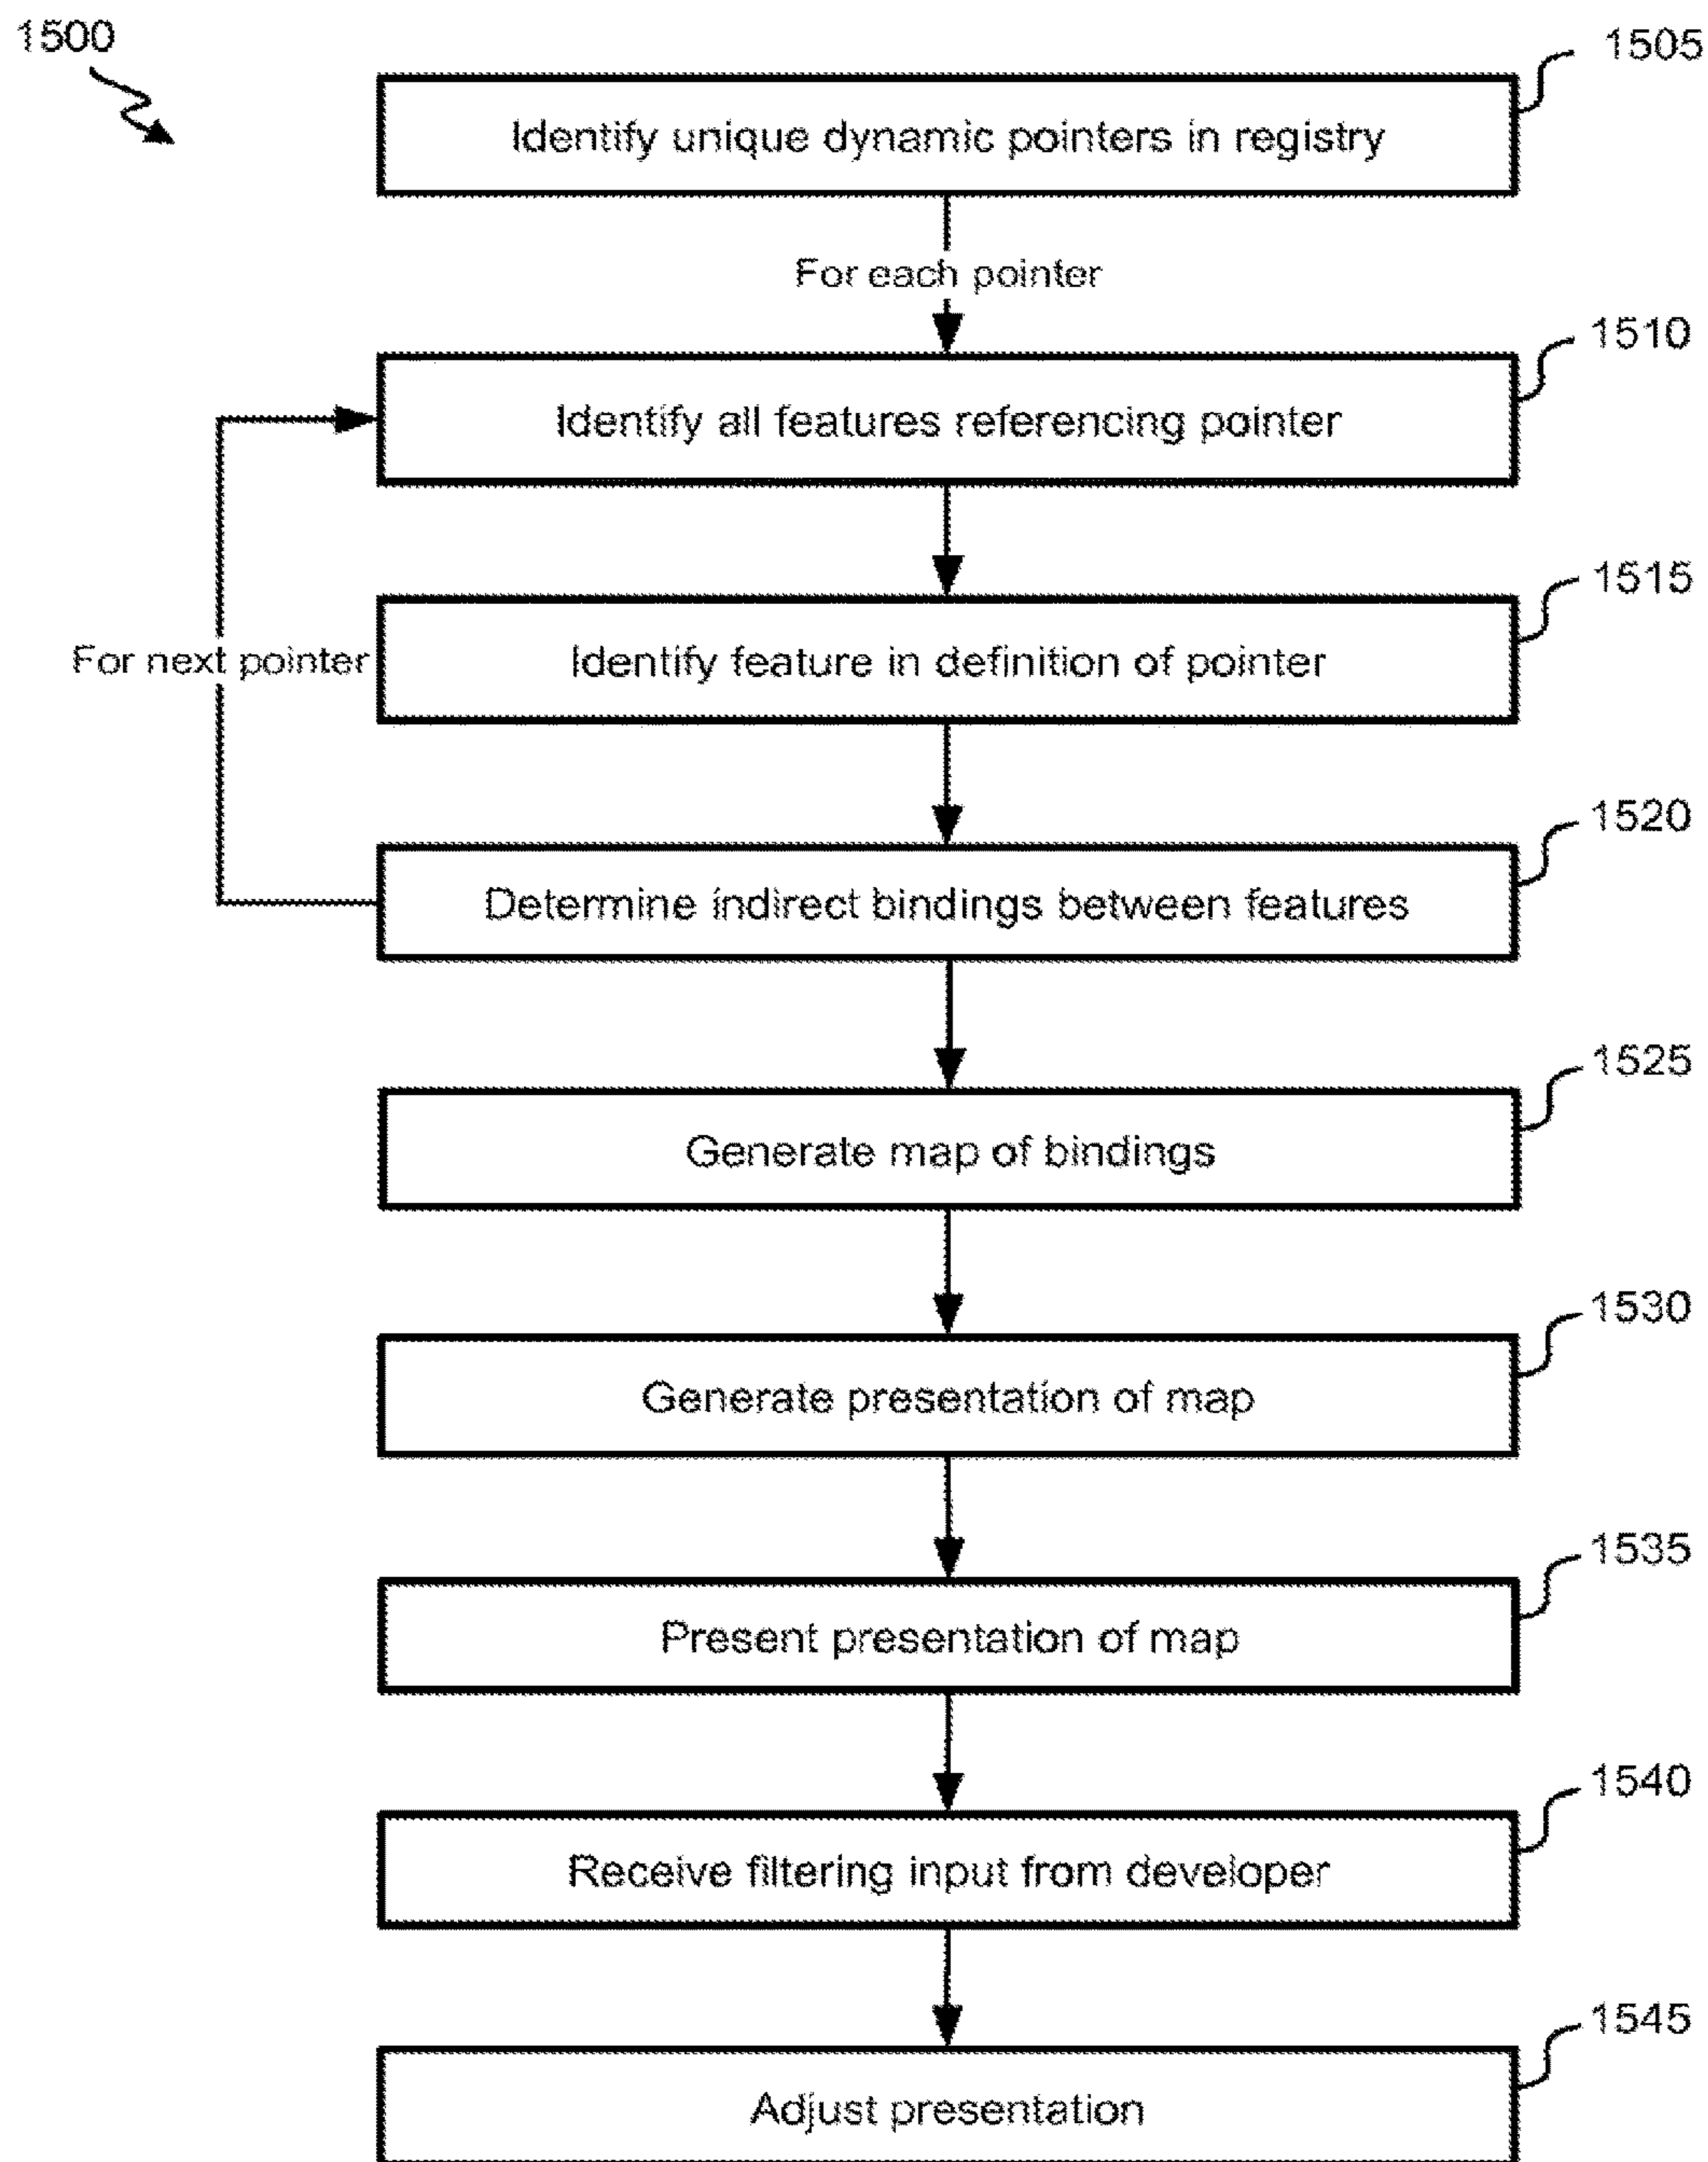 1500
1505
Identify unique dynamic pointers in registry
For each pointer
1510
Identify all features referencing pointer
1515
For next pointer
Identify feature in definition of pointer
1520
Determine indirect bindings between features
1525
Generate map of bindings
1530
Generate presentation of map
1535
Present presentation of map
1540
Receive filtering input from developer
1545
Adjust presentation